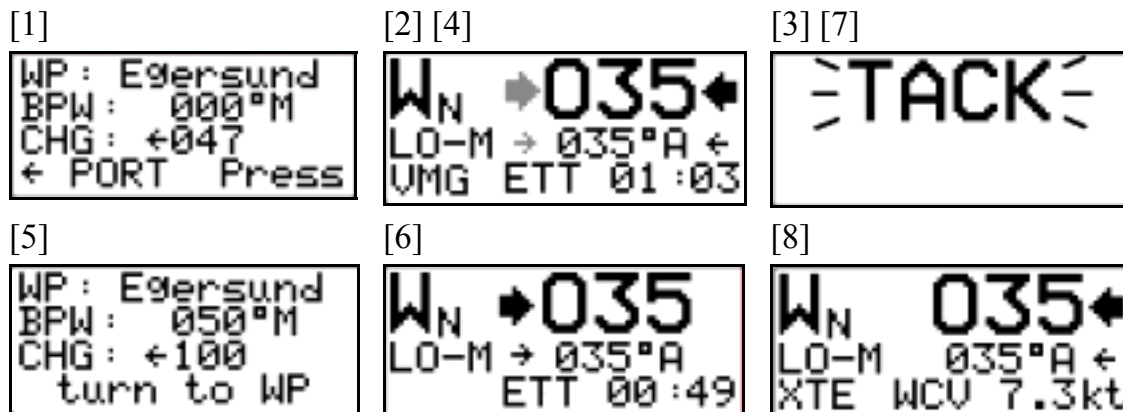 [1]
WP: Egersund
BPW: 000°M
CHG: ←047
← PORT Press
[2] [4]
WN →035←
LO-M → 035°A ←
VMG ETT 01:03
[3] [7]
TACK
[5]
WP: Egersund
BPW: 050°M
CHG: ←100
turn to WP
[6]
WN →035
LO-M → 035°A
ETT 00:49
[8]
WN 035←
LO-M 035°A ←
XTE WCV 7.3kt